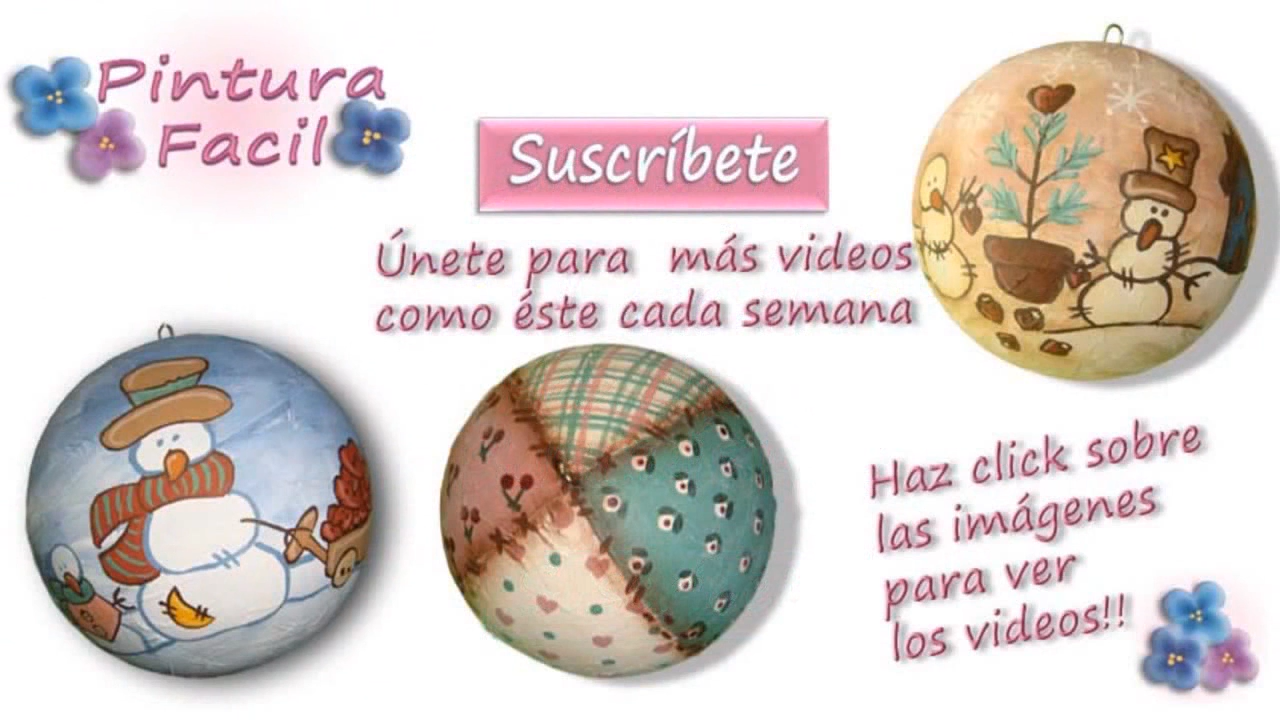 Pintura
Facil
Suscríbete
Únete para más videos
como éste cada semana
Haz click sobre
las imágenes
para ver
los videos!!